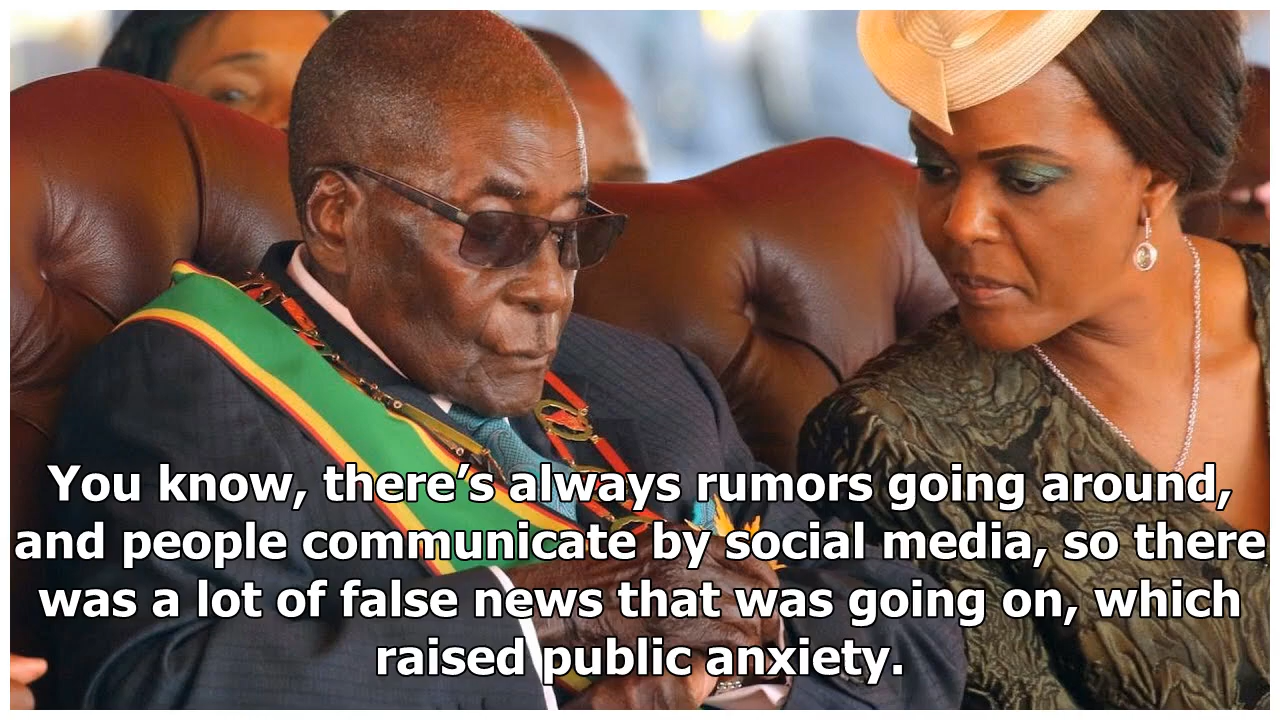 You know, there’s always rumors going around,
and people communicate by social media, so there
was a lot of false news that was going on, which
raised public anxiety.